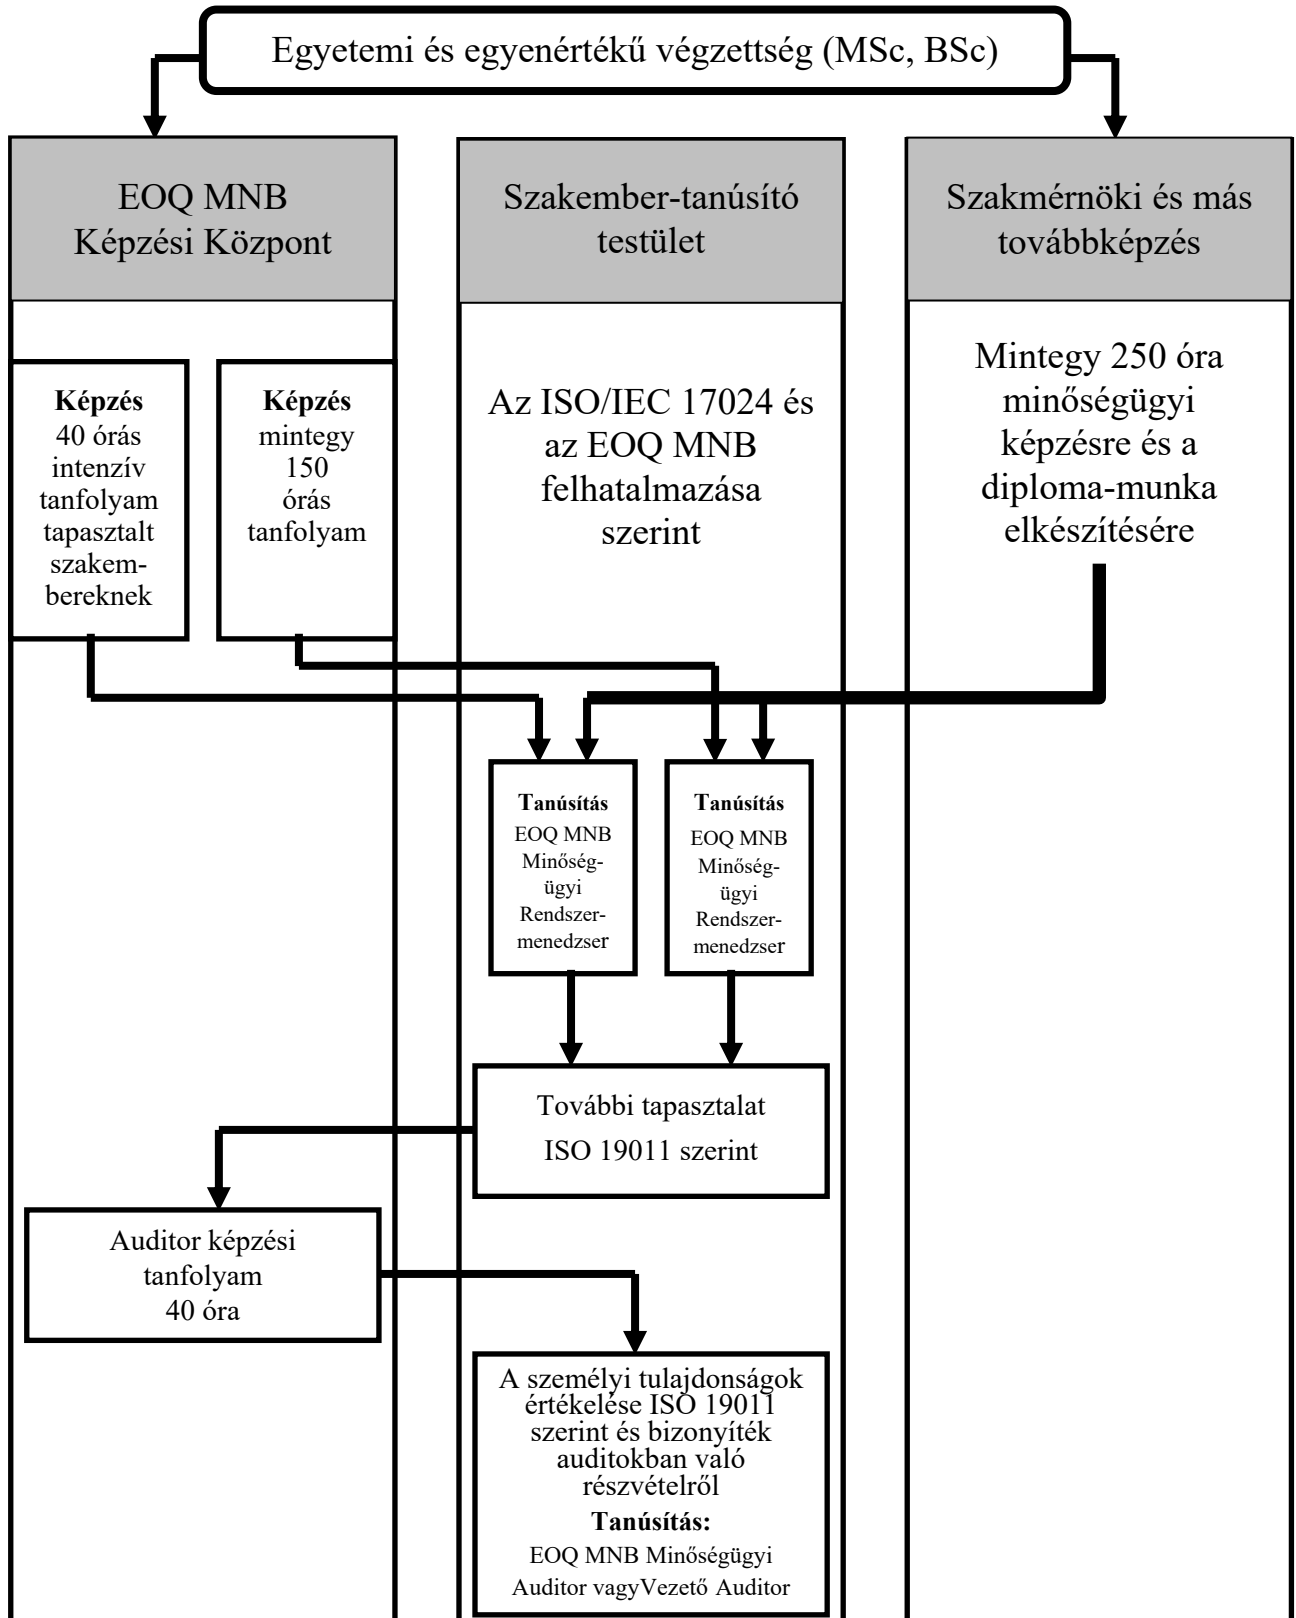 Egyetemi és egyenértékű végzettség (MSc, BSc)
EOQ MNB
Képzési Központ
Szakember-tanúsító
testület
Szakmérnöki és más
továbbképzés
Képzés
40 órás
intenzív
tanfolyam
tapasztalt
szakem-
bereknek
Képzés
mintegy
150
órás
tanfolyam
Az ISO/IEC 17024 és
az EOQ MNB
felhatalmazása
szerint
Mintegy 250 óra
minőségügyi
képzésre és a
diploma-munka
elkészítésére
Tanúsítás
EOQ MNB
Minőség-
ügyi
Rendszer-
menedzser
Tanúsítás
EOQ MNB
Minőség-
ügyi
Rendszer-
menedzser
További tapasztalat
ISO 19011 szerint
Auditor képzési
tanfolyam
40 óra
A személyi tulajdonságok
értékelése ISO 19011
szerint és bizonyíték
auditokban való
részvételről
Tanúsítás:
EOQ MNB Minőségügyi
Auditor vagyVezető Auditor